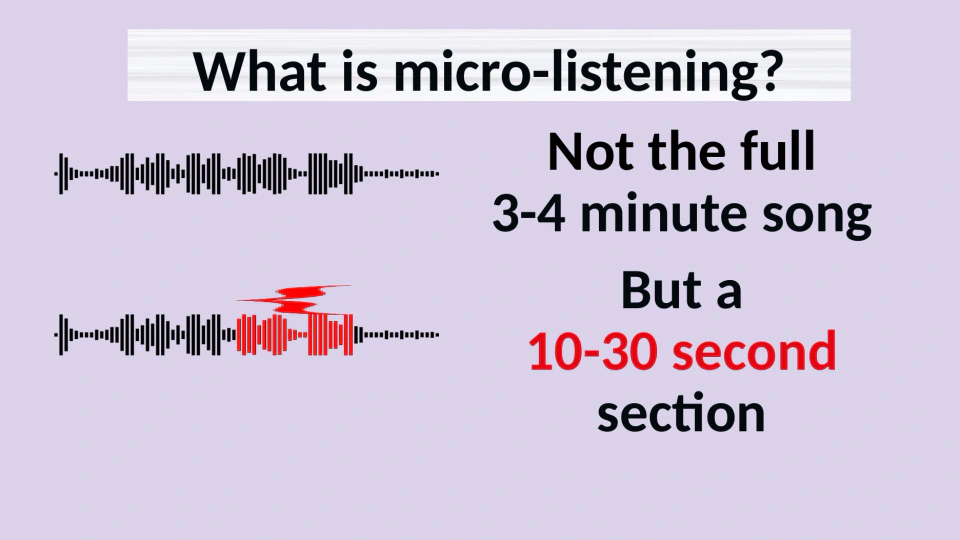 What is micro-listening?
Not the full
3-4 minute song
But a
10-30 second
section